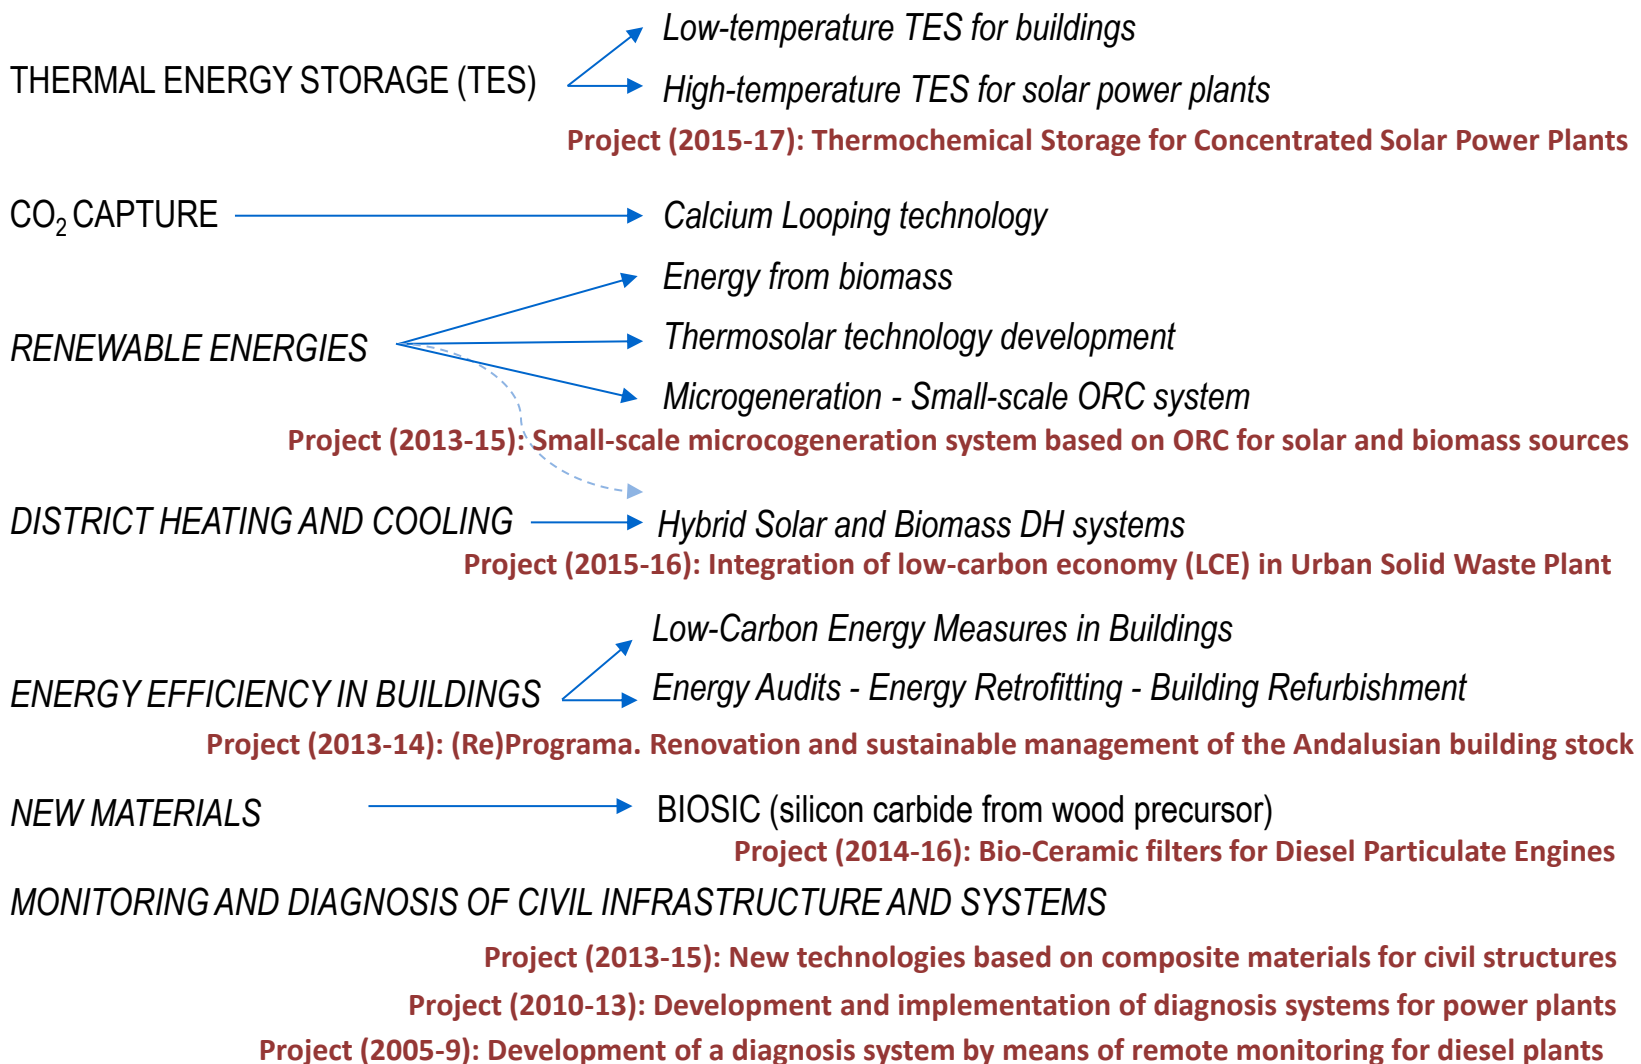 Low-temperature TES for buildings
THERMAL ENERGY STORAGE (TES)
High-temperature TES for solar power plants
Project (2015-17): Thermochemical Storage for Concentrated Solar Power Plants
CO₂ CAPTURE
Calcium Looping technology
Energy from biomass
RENEWABLE ENERGIES
Thermosolar technology development
Microgeneration - Small-scale ORC system
Project (2013-15): Small-scale microcogeneration system based on ORC for solar and biomass sources
DISTRICT HEATING AND COOLING
Hybrid Solar and Biomass DH systems
Project (2015-16): Integration of low-carbon economy (LCE) in Urban Solid Waste Plant
Low-Carbon Energy Measures in Buildings
ENERGY EFFICIENCY IN BUILDINGS
Energy Audits - Energy Retrofitting - Building Refurbishment
Project (2013-14): (Re)Programa. Renovation and sustainable management of the Andalusian building stock
NEW MATERIALS
BIOSIC (silicon carbide from wood precursor)
Project (2014-16): Bio-Ceramic filters for Diesel Particulate Engines
MONITORING AND DIAGNOSIS OF CIVIL INFRASTRUCTURE AND SYSTEMS
Project (2013-15): New technologies based on composite materials for civil structures
Project (2010-13): Development and implementation of diagnosis systems for power plants
Project (2005-9): Development of a diagnosis system by means of remote monitoring for diesel plants